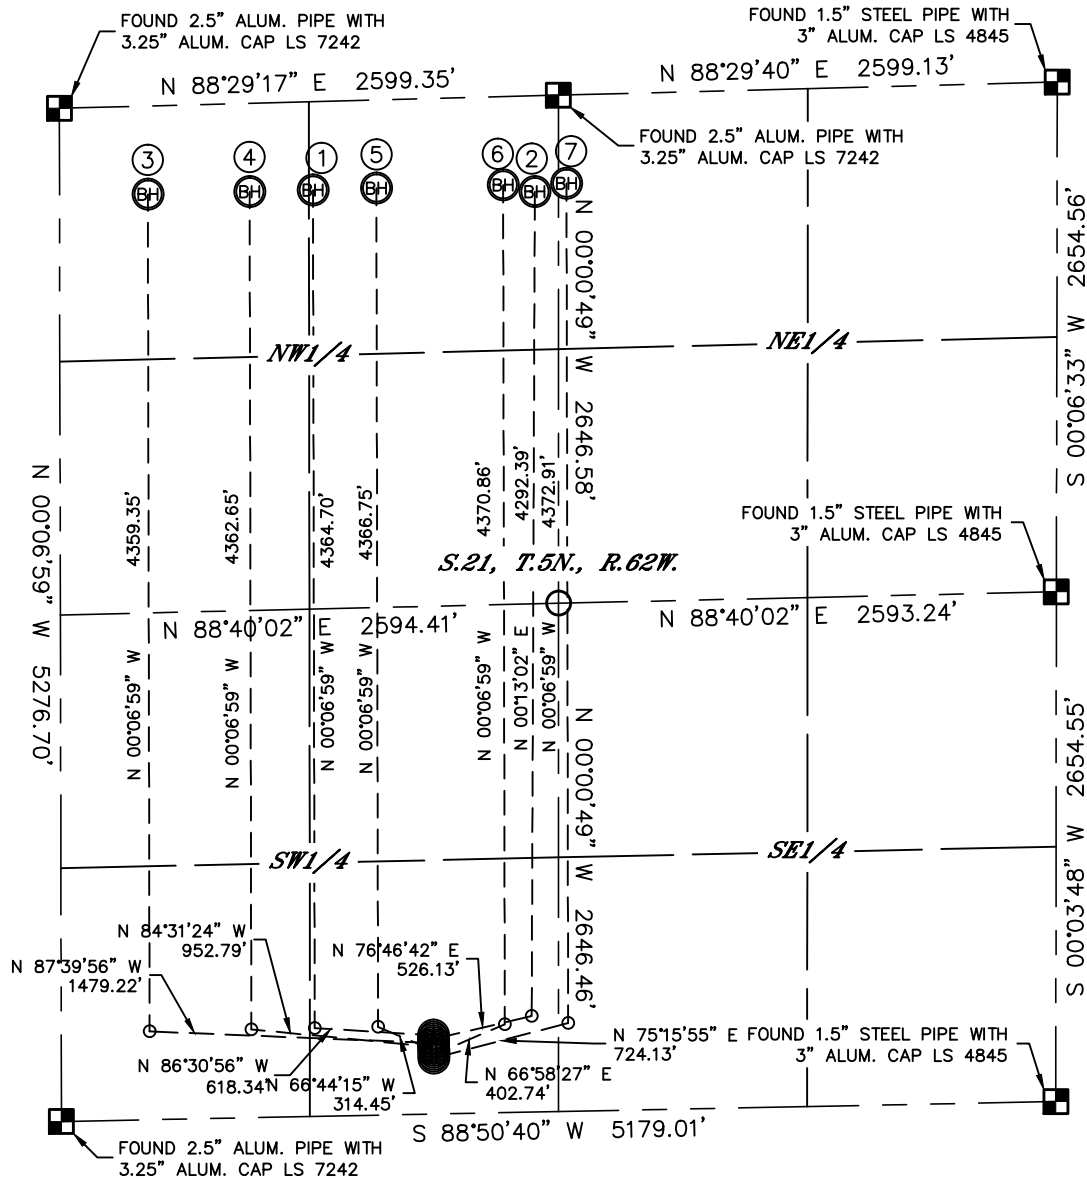 FOUND 2.5" ALUM. PIPE WITH
3.25" ALUM. CAP LS 7242
FOUND 1.5" STEEL PIPE WITH
3" ALUM. CAP LS 4845
N 88°29'17" E 2599.35'
N 88°29'40" E 2599.13'
FOUND 2.5" ALUM. PIPE WITH
3.25" ALUM. CAP LS 7242
3
4
1
5
6
2
7
BH
BH
BH
BH
BH
BH
BH
N 00°00'49" W 2646.58'
S 00°06'33" W 2654.56'
NW1/4
NE1/4
N 00°06'59" W 5276.70'
4359.35'
4362.65'
4364.70'
4366.75'
4370.86'
4292.39'
4372.91'
FOUND 1.5" STEEL PIPE WITH
3" ALUM. CAP LS 4845
S.21, T.5N., R.62W.
N 88°40'02" E 2594.41'
N 88°40'02" E 2593.24'
N 00°06'59" W
N 00°06'59" W
N 00°06'59" W
N 00°06'59" W
N 00°06'59" W
N 00°13'02" E
N 00°06'59" W
N 00°00'49" W 2646.46'
S 00°03'48" W 2654.55'
SW1/4
SE1/4
N 84°31'24" W
952.79'
N 76°46'42" E
526.13'
N 87°39'56" W
1479.22'
N 86°30'56" W
618.34'
N 66°44'15" W
314.45'
N 66°58'27" E
402.74'
N 75°15'55" E
724.13'
FOUND 1.5" STEEL PIPE WITH
3" ALUM. CAP LS 4845
S 88°50'40" W 5179.01'
FOUND 2.5" ALUM. PIPE WITH
3.25" ALUM. CAP LS 7242